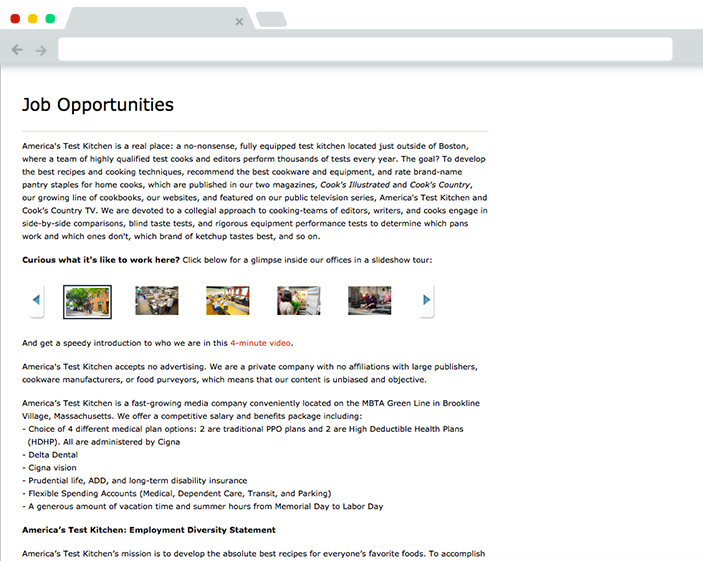 Job Opportunities
America's Test Kitchen is a real place: a no-nonsense, fully equipped test kitchen located just outside of Boston,
where a team of highly qualified test cooks and editors perform thousands of tests every year. The goal? To develop
the best recipes and cooking techniques, recommend the best cookware and equipment, and rate brand-name
pantry staples for home cooks, which are published in our two magazines, Cook's Illustrated and Cook's Country,
our growing line of cookbooks, our websites, and featured on our public television series, America's Test Kitchen and
Cook's Country TV. We are devoted to a collegial approach to cooking-teams of editors, writers, and cooks engage in
side-by-side comparisons, blind taste tests, and rigorous equipment performance tests to determine which pans
work and which ones don't, which brand of ketchup tastes best, and so on.
Curious what it's like to work here? Click below for a glimpse inside our offices in a slideshow tour:
And get a speedy introduction to who we are in this 4-minute video.
America's Test Kitchen accepts no advertising. We are a private company with no affiliations with large publishers,
cookware manufacturers, or food purveyors, which means that our content is unbiased and objective.
America's Test Kitchen is a fast-growing media company conveniently located on the MBTA Green Line in Brookline
Village, Massachusetts. We offer a competitive salary and benefits package including:
- Choice of 4 different medical plan options: 2 are traditional PPO plans and 2 are High Deductible Health Plans
(HDHP). All are administered by Cigna
- Delta Dental
- Cigna vision
- Prudential life, ADD, and long-term disability insurance
- Flexible Spending Accounts (Medical, Dependent Care, Transit, and Parking)
- A generous amount of vacation time and summer hours from Memorial Day to Labor Day
America's Test Kitchen: Employment Diversity Statement
America's Test Kitchen's mission is to develop the absolute best recipes for everyone's favorite foods. To accomplish